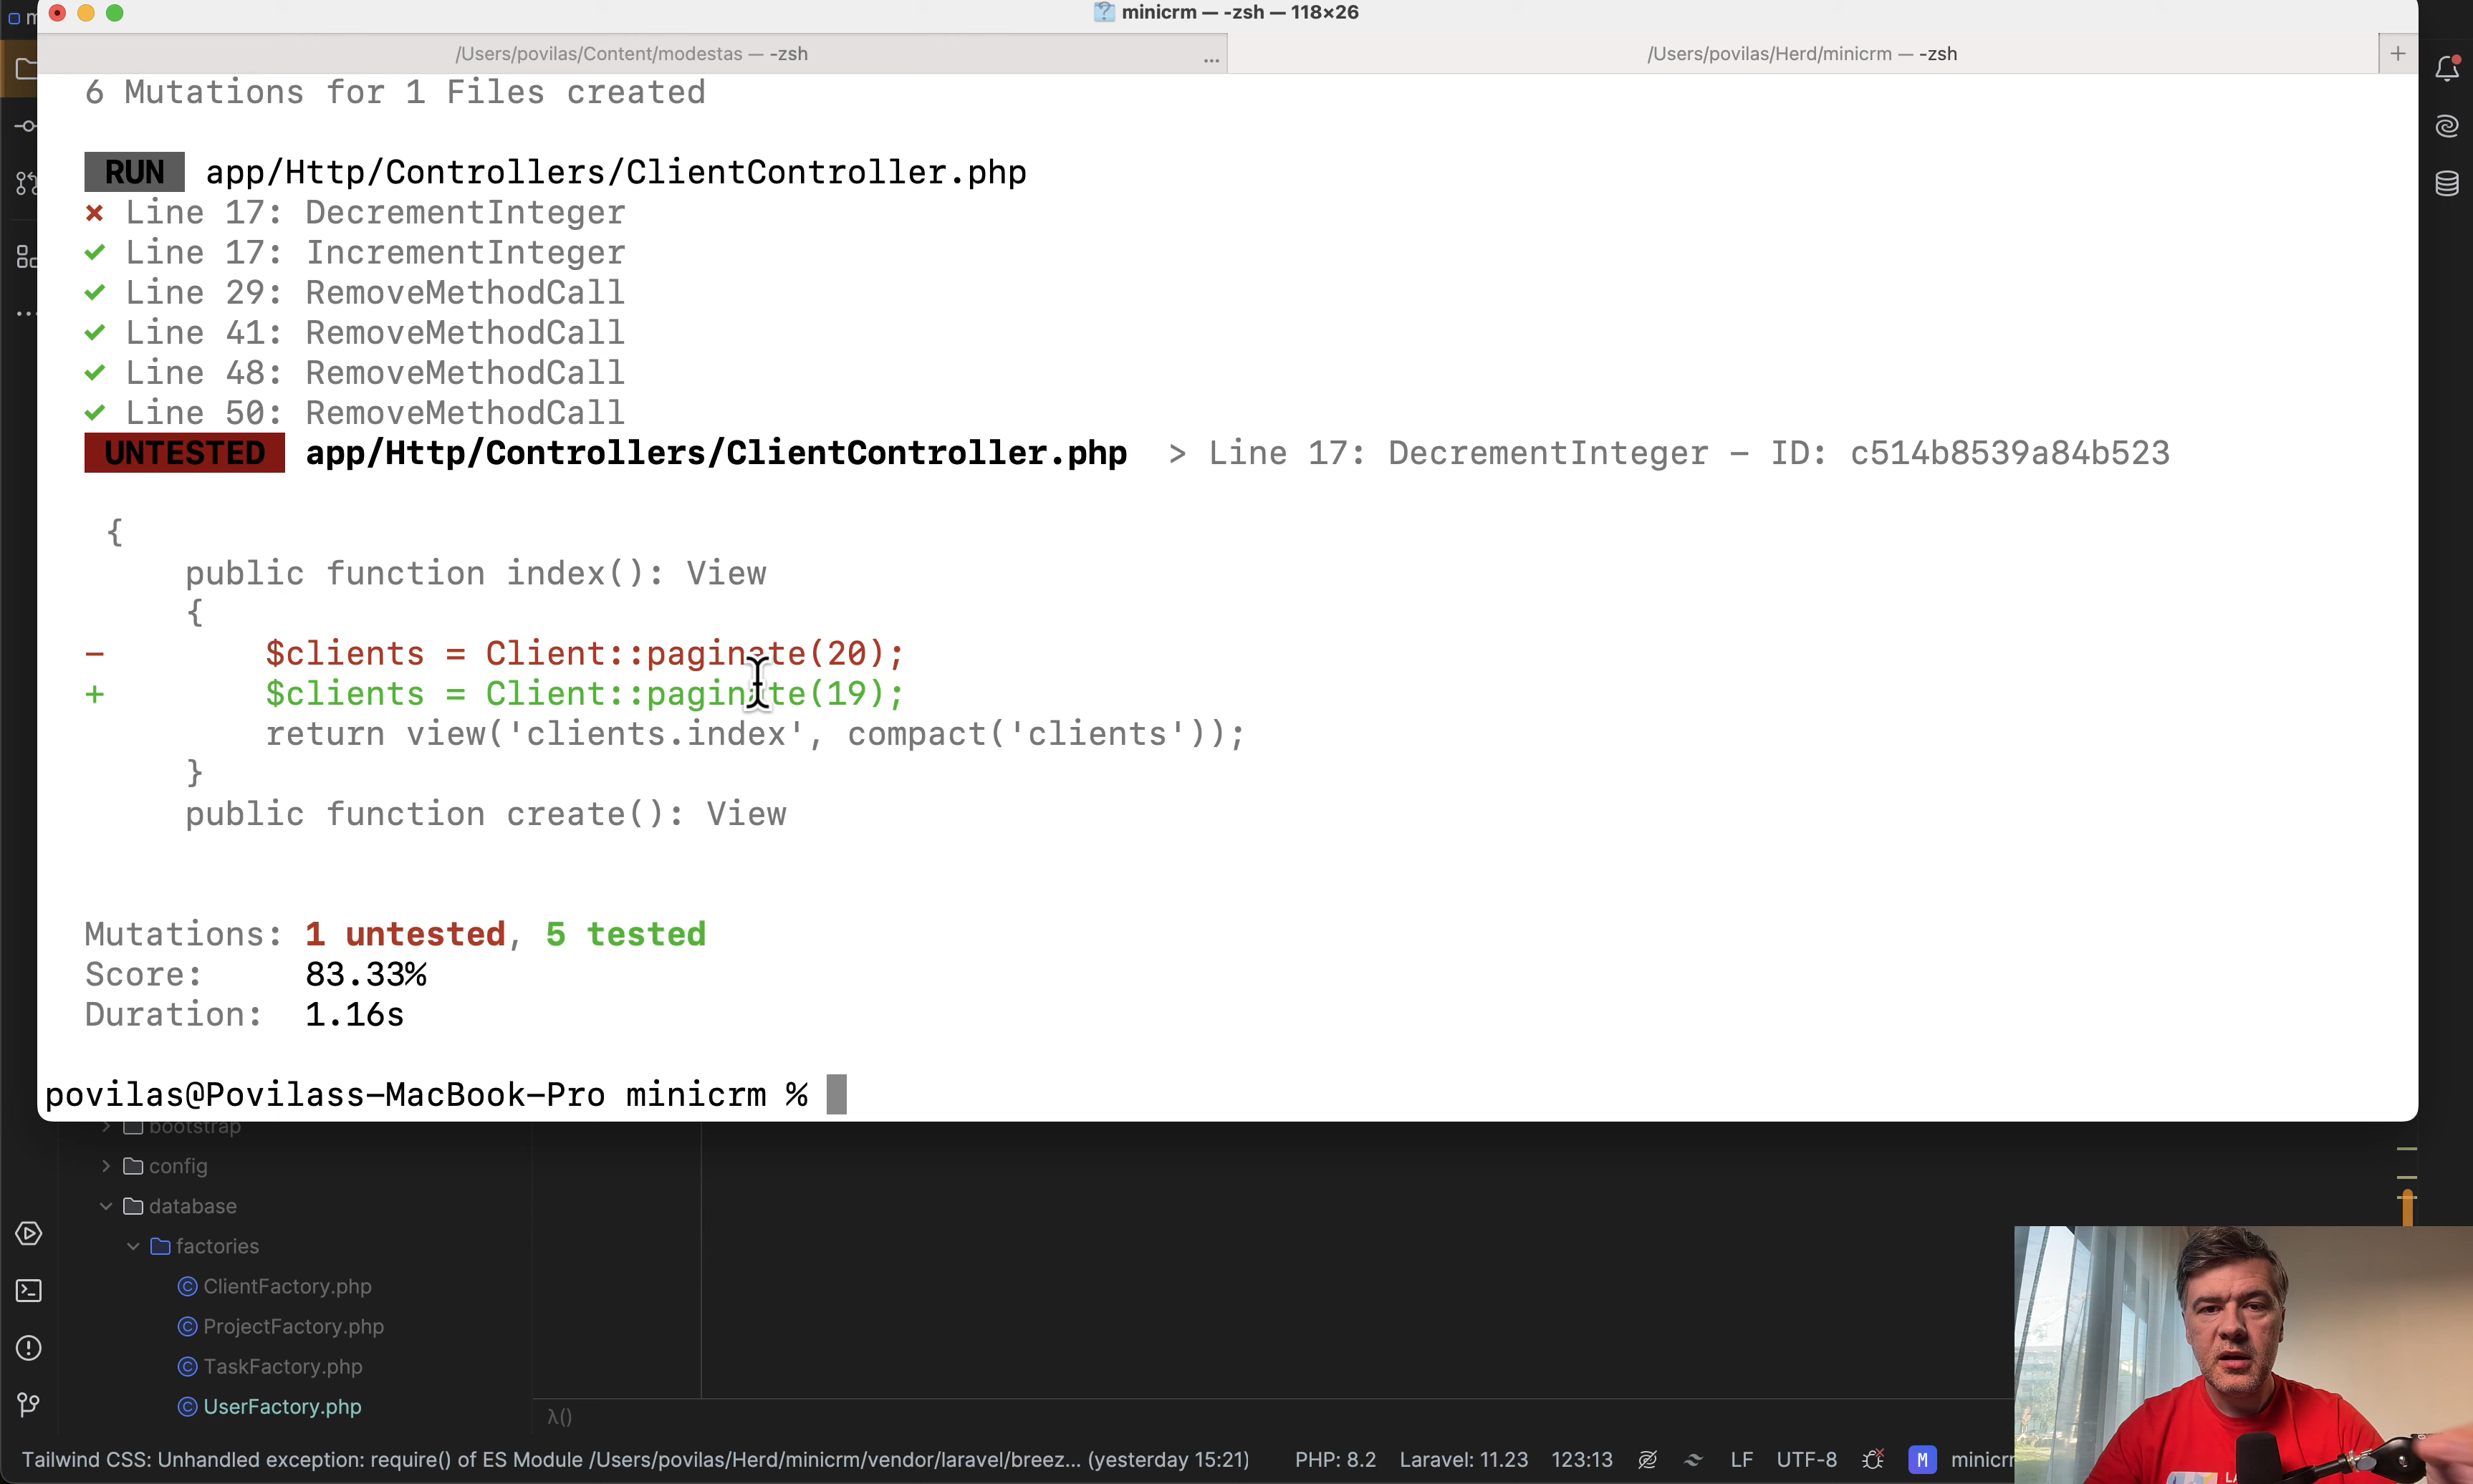 minicrm — -zsh — 118×26
/Users/povilas/Content/modestas — -zsh ...
/Users/povilas/Herd/minicrm — -zsh +
6 Mutations for 1 Files created
RUN app/Http/Controllers/ClientController.php
× Line 17: DecrementInteger
✓ Line 17: IncrementInteger
✓ Line 29: RemoveMethodCall
✓ Line 41: RemoveMethodCall
✓ Line 48: RemoveMethodCall
✓ Line 50: RemoveMethodCall
UNTESTED app/Http/Controllers/ClientController.php > Line 17: DecrementInteger - ID: c514b8539a84b523
{
public function index(): View
{
- $clients = Client::paginate(20);
+ $clients = Client::paginate(19);
return view('clients.index', compact('clients'));
}
public function create(): View
Mutations: 1 untested, 5 tested
Score: 83.33%
Duration: 1.16s
povilas@Povilass-MacBook-Pro minicrm %
bootstrap
config
database
factories
ClientFactory.php
ProjectFactory.php
TaskFactory.php
UserFactory.php
λ()
Tailwind CSS: Unhandled exception: require() of ES Module /Users/povilas/Herd/minicrm/vendor/laravel/breez... (yesterday 15:21) PHP: 8.2 Laravel: 11.23 123:13 LF UTF-8 M minicr